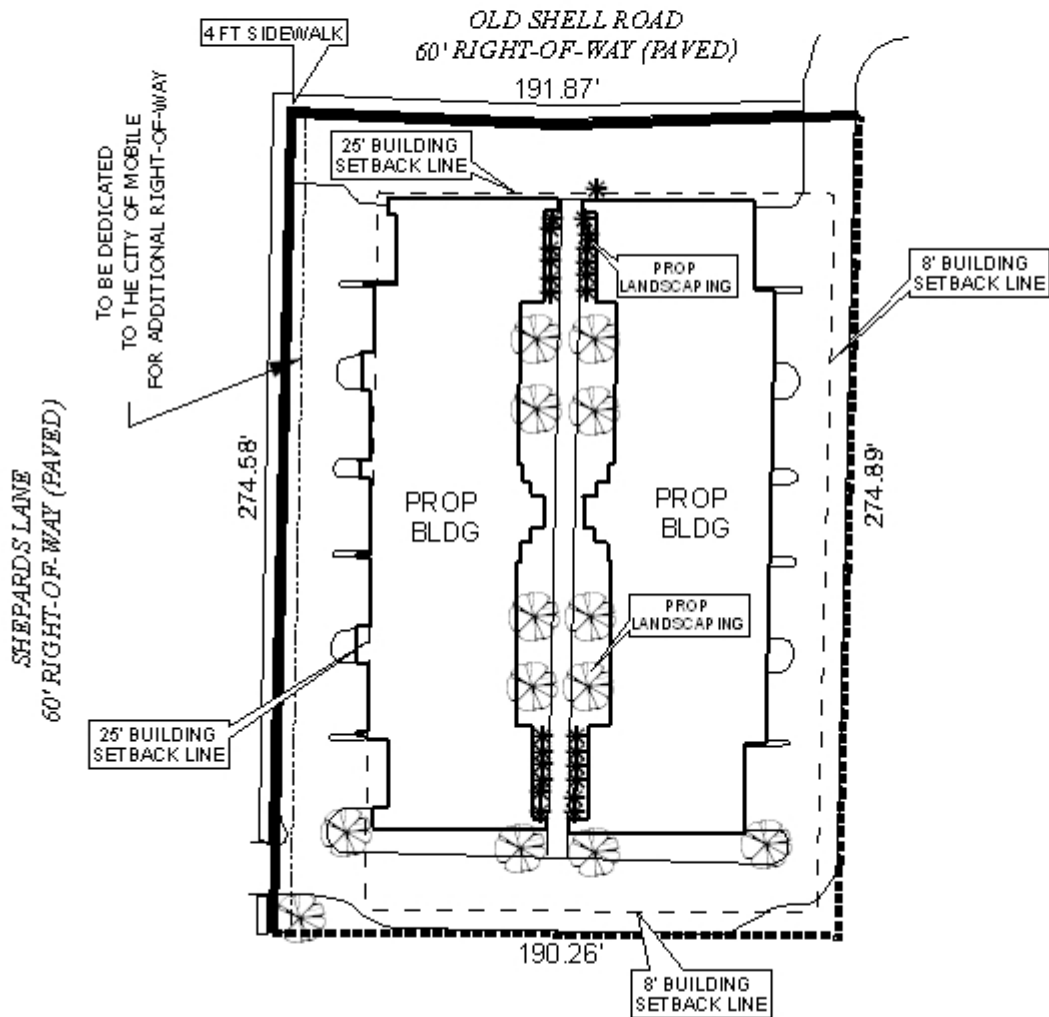 OLD SHELL ROAD
60' RIGHT-OF-WAY (PAVED)
191.87'
4 FT SIDEWALK
TO BE DEDICATED
TO THE CITY OF MOBILE
FOR ADDITIONAL RIGHT-OF-WAY
25' BUILDING
SETBACK LINE
PROP
LANDSCAPING
8' BUILDING
SETBACK LINE
SHEPARDS LANE
60' RIGHT-OF-WAY (PAVED)
274.58'
PROP
BLDG
PROP
BLDG
274.89'
PROP
LANDSCAPING
25' BUILDING
SETBACK LINE
190.26'
8' BUILDING
SETBACK LINE